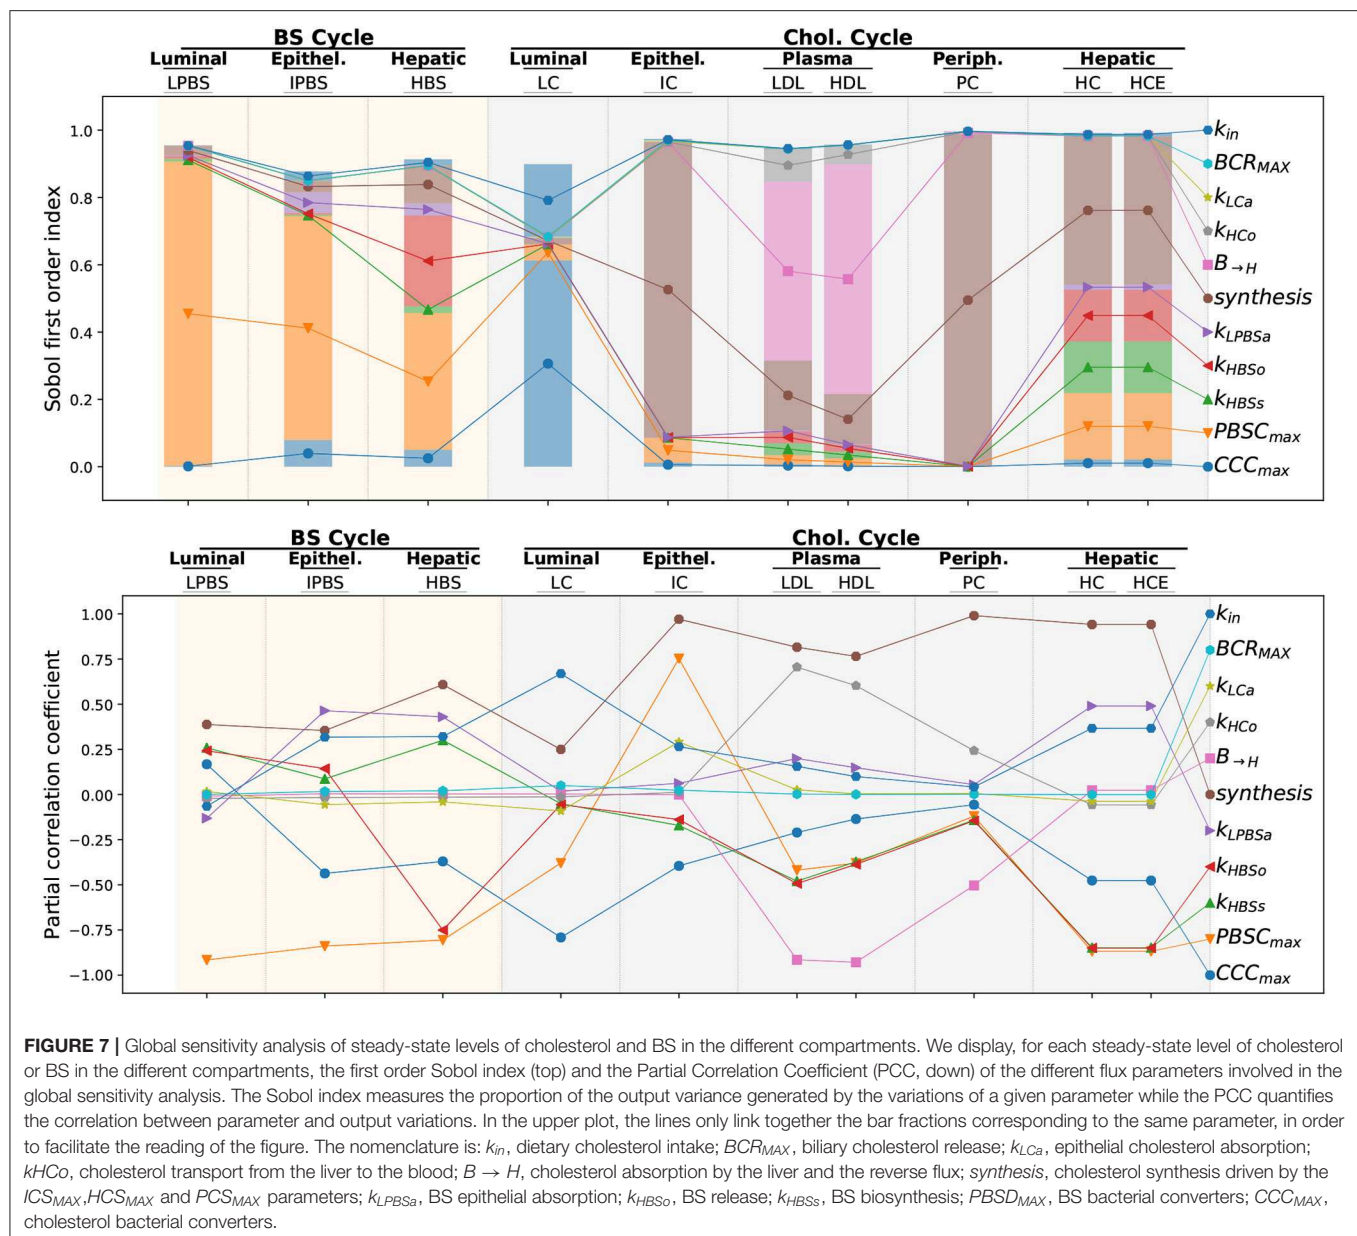 BS Cycle Chol. Cycle
Luminal Epithel. Hepatic Luminal Epithel. Plasma Periph. Hepatic
LPBS IPBS HBS LC IC LDL HDL PC HC HCE
Sobol first order index
1.0
0.8
0.6
0.4
0.2
0.0
k_in
BCR_MAX
k_LCa
k_HCo
B_→H
synthesis
k_LPBSa
k_HBSo
k_HBSs
PBSC_max
CCC_max
BS Cycle Chol. Cycle
Luminal Epithel. Hepatic Luminal Epithel. Plasma Periph. Hepatic
LPBS IPBS HBS LC IC LDL HDL PC HC HCE
Partial correlation coefficient
1.00
0.75
0.50
0.25
0.00
−0.25
−0.50
−0.75
−1.00
k_in
BCR_MAX
k_LCa
k_HCo
B_→H
synthesis
k_LPBSa
k_HBSo
k_HBSs
PBSC_max
CCC_max
FIGURE 7 | Global sensitivity analysis of steady-state levels of cholesterol and BS in the different compartments. We display, for each steady-state level of cholesterol
or BS in the different compartments, the first order Sobol index (top) and the Partial Correlation Coefficient (PCC, down) of the different flux parameters involved in the
global sensitivity analysis. The Sobol index measures the proportion of the output variance generated by the variations of a given parameter while the PCC quantifies
the correlation between parameter and output variations. In the upper plot, the lines only link together the bar fractions corresponding to the same parameter, in order
to facilitate the reading of the figure. The nomenclature is: k_in, dietary cholesterol intake; BCR_MAX, biliary cholesterol release; k_LCa, epithelial cholesterol absorption;
kHCo, cholesterol transport from the liver to the blood; B → H, cholesterol absorption by the liver and the reverse flux; synthesis, cholesterol synthesis driven by the
ICS_MAX,HCS_MAX and PCS_MAX parameters; k_LPBSa, BS epithelial absorption; k_HBSo, BS release; k_HBSs, BS biosynthesis; PBSD_MAX, BS bacterial converters; CCC_MAX,
cholesterol bacterial converters.